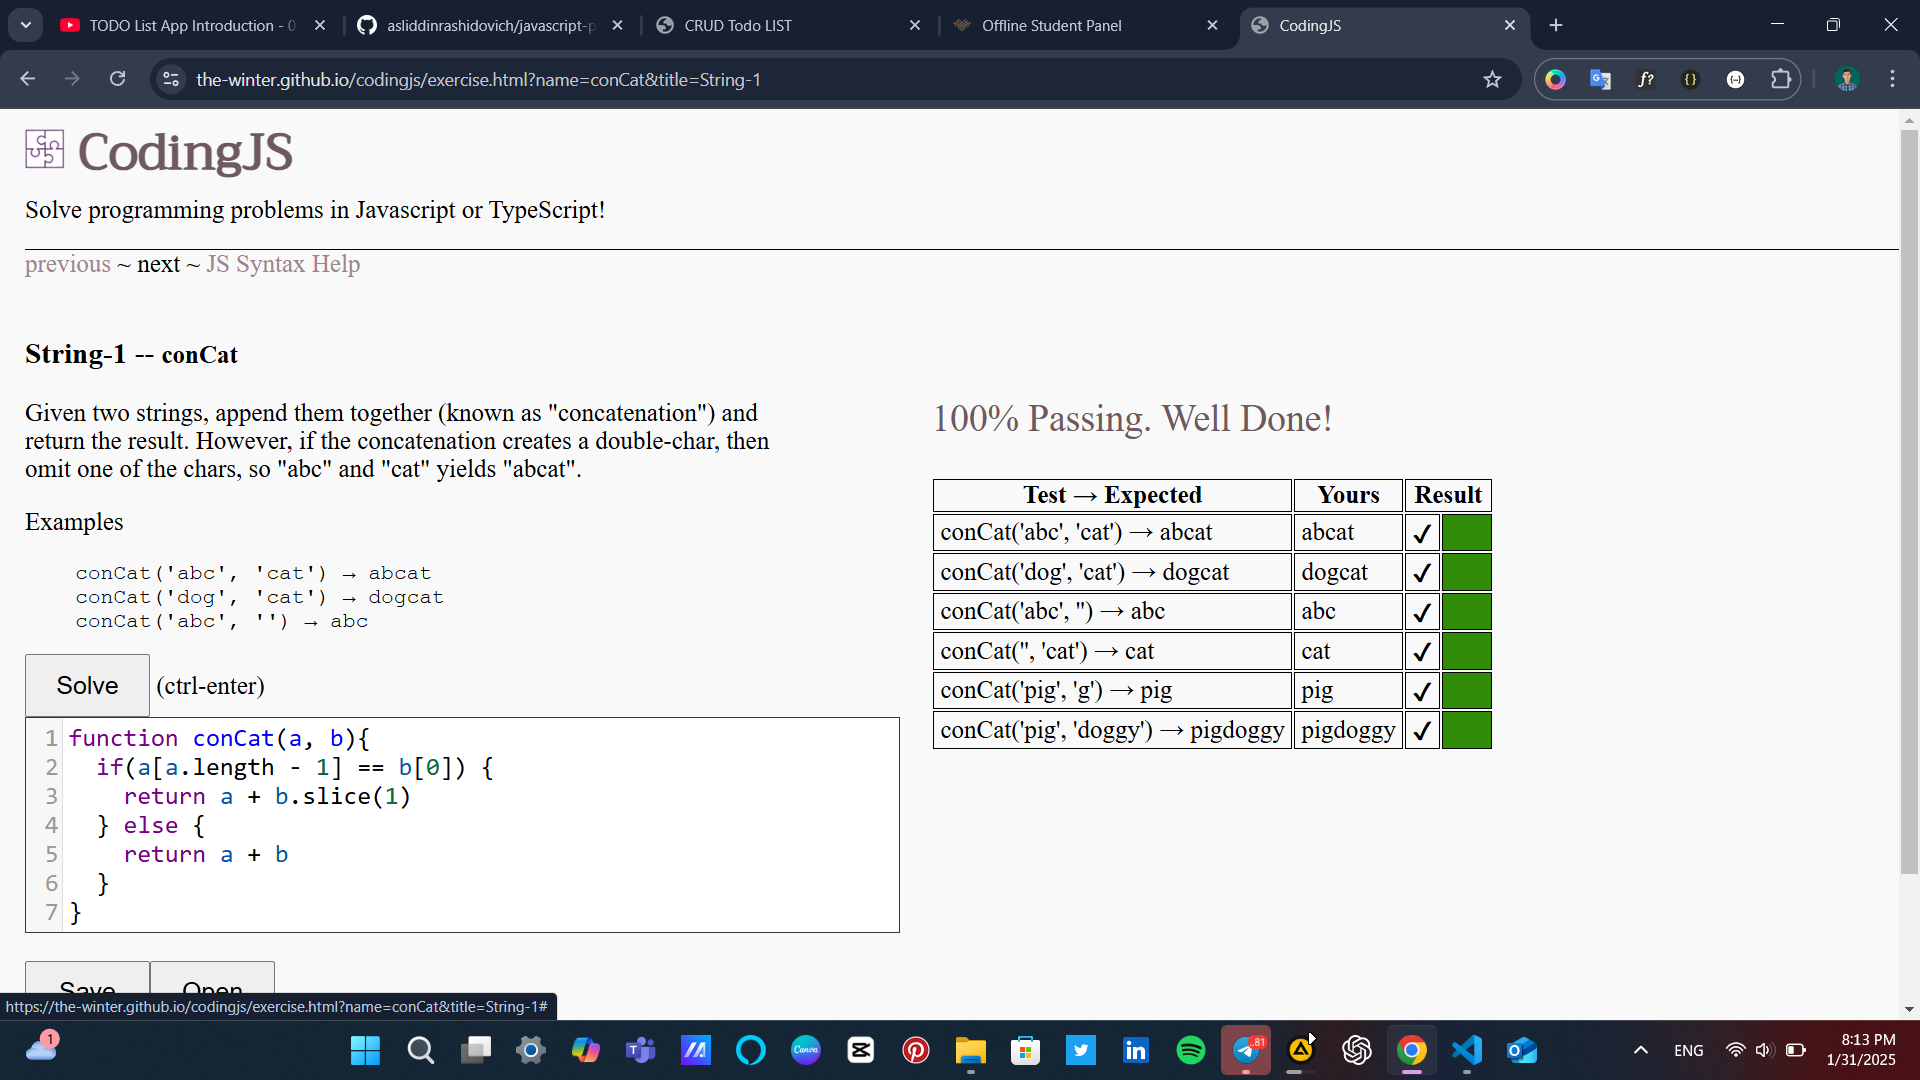 TODO List App Introduction - 0
asliddinrashidovich/javascript-p
CRUD Todo LIST
Offline Student Panel
CodingJS
the-winter.github.io/codingjs/exercise.html?name=conCat&title=String-1
CodingJS
Solve programming problems in Javascript or TypeScript!
previous ~ next ~ JS Syntax Help
String-1 -- conCat
Given two strings, append them together (known as "concatenation") and
return the result. However, if the concatenation creates a double-char, then
omit one of the chars, so "abc" and "cat" yields "abcat".
Examples
conCat('abc', 'cat') → abcat
conCat('dog', 'cat') → dogcat
conCat('abc', '') → abc
Solve (ctrl-enter)
1 function conCat(a, b){
2 if(a[a.length - 1] == b[0]) {
3 return a + b.slice(1)
4 } else {
5 return a + b
6 }
7 }
Save Open
100% Passing. Well Done!
Test → Expected Yours Result
conCat('abc', 'cat') → abcat abcat ✓
conCat('dog', 'cat') → dogcat dogcat ✓
conCat('abc', '') → abc abc ✓
conCat('', 'cat') → cat cat ✓
conCat('pig', 'g') → pig pig ✓
conCat('pig', 'doggy') → pigdoggy pigdoggy ✓
https://the-winter.github.io/codingjs/exercise.html?name=conCat&title=String-1#
1
Canva
81
ENG
8:13 PM
1/31/2025